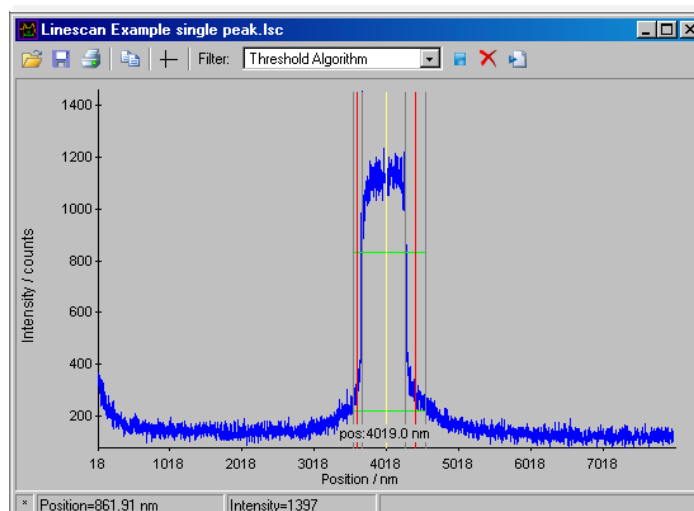 Linescan Example single peak.lsc
Filter: Threshold Algorithm
Intensity / counts
1400
1200
1000
800
600
400
200
pos:4019.0 nm
18 1018 2018 3018 4018 5018 6018 7018
Position / nm
* Position=861.91 nm Intensity=1397